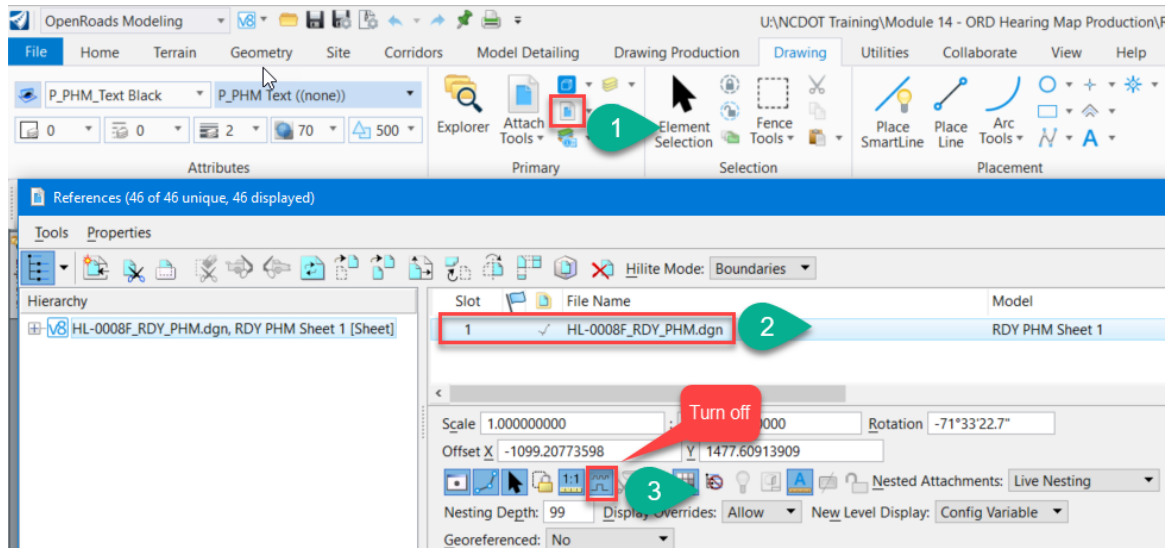 OpenRoads Modeling V8 U:\NCDOT Training\Module 14 - ORD Hearing Map Production\
File Home Terrain Geometry Site Corridors Model Detailing Drawing Production Drawing Utilities Collaborate View Help
P_PHM_Text Black P_PHM Text ((none))
0 0 2 70 500
Explorer Attach Tools 1 Element Selection Fence Tools Place SmartLine Place Line Arc Tools A
Attributes Primary Selection Placement
References (46 of 46 unique, 46 displayed)
Tools Properties
Hilite Mode: Boundaries
Hierarchy Slot File Name Model
V8 HL-0008F_RDY_PHM.dgn, RDY PHM Sheet 1 [Sheet] 1 HL-0008F_RDY_PHM.dgn 2 RDY PHM Sheet 1
Turn off
Scale 1.000000000 : Rotation -71°33'22.7"
Offset X -1099.20773598 Y 1477.60913909
1:1 3 A Nested Attachments: Live Nesting
Nesting Depth: 99 Display Overrides: Allow New Level Display: Config Variable
Georeferenced: No